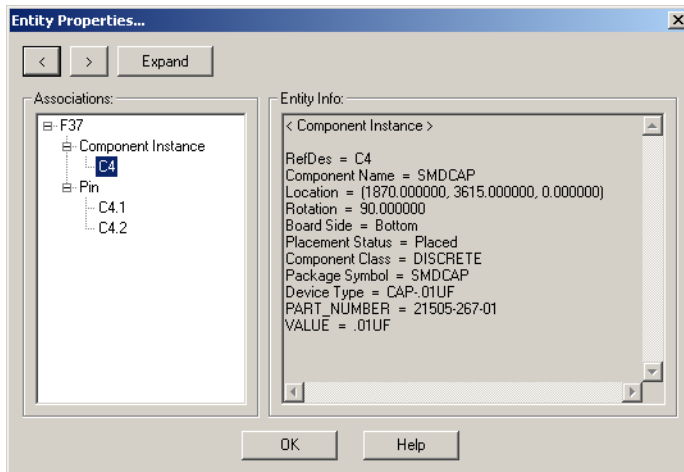 Entity Properties...
<
>
Expand
Associations:
F37
Component Instance
C4
Pin
C4.1
C4.2
Entity Info:
< Component Instance >
RefDes = C4
Component Name = SMDCAP
Location = (1870.000000, 3615.000000, 0.000000)
Rotation = 90.000000
Board Side = Bottom
Placement Status = Placed
Component Class = DISCRETE
Package Symbol = SMDCAP
Device Type = CAP-.01UF
PART_NUMBER = 21505-267-01
VALUE = .01UF
OK
Help